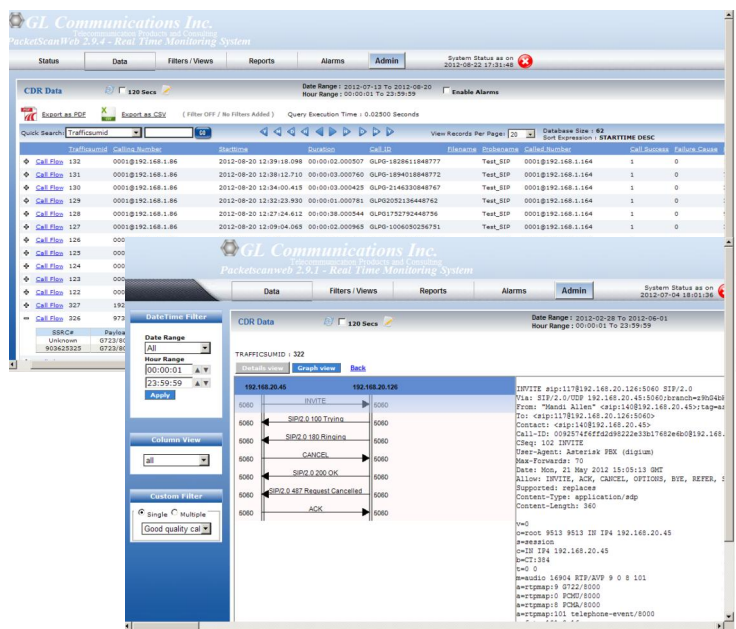 GL Communications Inc.
Telecommunication Products and Consulting
PacketScanWeb 2.9.4 - Real Time Monitoring System
Status Data Filters / Views Reports Alarms Admin System Status as on 2012-08-22 17:31:48
CDR Data 120 Secs Date Range : 2012-07-13 To 2012-08-20 Enable Alarms
Hour Range : 00:00:01 To 23:59:59
Export as PDF Export as CSV ( Filter OFF / No Filters Added ) Query Execution Time : 0.02500 Seconds
Quick Search: Trafficsumid GO View Records Per Page: 20 Database Size : 62
Sort Expression : STARTTIME DESC
Trafficsumid Calling Number Starttime Duration Call ID Filename Probename Called Number Call Success Failure Cause
Call Flow 132 0001@192.168.1.86 2012-08-20 12:39:18.098 00:00:02.000507 GLPG-1828611848777 Test_SIP 0001@192.168.1.164 1 0
Call Flow 131 0001@192.168.1.86 2012-08-20 12:38:12.710 00:00:03.000760 GLPG-1894018848772 Test_SIP 0001@192.168.1.164 1 0
Call Flow 130 0001@192.168.1.86 2012-08-20 12:34:00.415 00:00:03.000425 GLPG-2146330848767 Test_SIP 0001@192.168.1.164 1 0
Call Flow 129 0001@192.168.1.86 2012-08-20 12:32:23.930 00:00:01.000781 GLPG2052136448762 Test_SIP 0001@192.168.1.164 1 0
Call Flow 128 0001@192.168.1.86 2012-08-20 12:27:24.612 00:00:38.000544 GLPG1752792448756 Test_SIP 0001@192.168.1.164 1 0
Call Flow 127 0001@192.168.1.86 2012-08-20 12:09:04.065 00:00:02.000965 GLPG-1006050256751 Test_SIP 0001@192.168.1.164 1 0
Call Flow 126 000
Call Flow 125 000
Call Flow 124 000
Call Flow 123 000
Call Flow 122 000
Call Flow 327 192
Call Flow 326 973
SSRC# Payloa
Unknown G723/80
903625325 G723/80
GL Communications Inc.
Telecommunication Products and Consulting
Packetscanweb 2.9.1 - Real Time Monitoring System
Data Filters / Views Reports Alarms Admin System Status as on
2012-07-04 18:01:36
DateTime Filter
Date Range
All
Hour Range
00:00:01
23:59:59
Apply
Column View
all
Custom Filter
Single Multiple
Good quality cal
CDR Data 120 Secs Date Range : 2012-02-28 To 2012-06-01
Hour Range : 00:00:01 To 23:59:59
TRAFFICSUMID : 322
Details view Graph view Back
192.168.20.45 192.168.20.126
5060 INVITE 5060
5060 SIP/2.0 100 Trying 5060
5060 SIP/2.0 180 Ringing 5060
5060 CANCEL 5060
5060 SIP/2.0 200 OK 5060
5060 SIP/2.0 487 Request Cancelled 5060
5060 ACK 5060
INVITE sip:117@192.168.20.126:5060 SIP/2.0
Via: SIP/2.0/UDP 192.168.20.45:5060;branch=z9hG4bK
From: "Mandi Allen" <sip:140@192.168.20.45>;tag=as
To: <sip:117@192.168.20.126:5060>
Contact: <sip:140@192.168.20.45>
Call-ID: 0092574f6ffd2d98222e33b17682e6b0@192.168.
CSeq: 102 INVITE
User-Agent: Asterisk PBX (digium)
Max-Forwards: 70
Date: Mon, 21 May 2012 15:05:13 GMT
Allow: INVITE, ACK, CANCEL, OPTIONS, BYE, REFER, S
Supported: replaces
Content-Type: application/sdp
Content-Length: 360
v=0
o=root 9513 9513 IN IP4 192.168.20.45
s=session
c=IN IP4 192.168.20.45
b=CT:384
t=0 0
m=audio 16904 RTP/AVP 9 0 8 101
a=rtpmap:9 G722/8000
a=rtpmap:0 PCMU/8000
a=rtpmap:8 PCMA/8000
a=rtpmap:101 telephone-event/8000